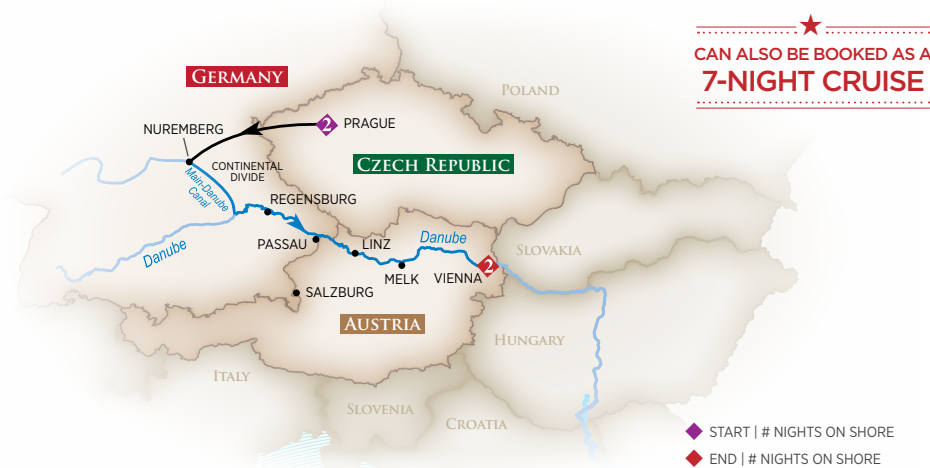 CAN ALSO BE BOOKED AS A
7-NIGHT CRUISE
GERMANY
POLAND
2
PRAGUE
NUREMBERG
CZECH REPUBLIC
CONTINENTAL
DIVIDE
Main-Danube
Canal
REGENSBURG
Danube
PASSAU
LINZ
Danube
SLOVAKIA
MELK
VIENNA
2
SALZBURG
AUSTRIA
HUNGARY
ITALY
SLOVENIA
CROATIA
START | # NIGHTS ON SHORE
END | # NIGHTS ON SHORE